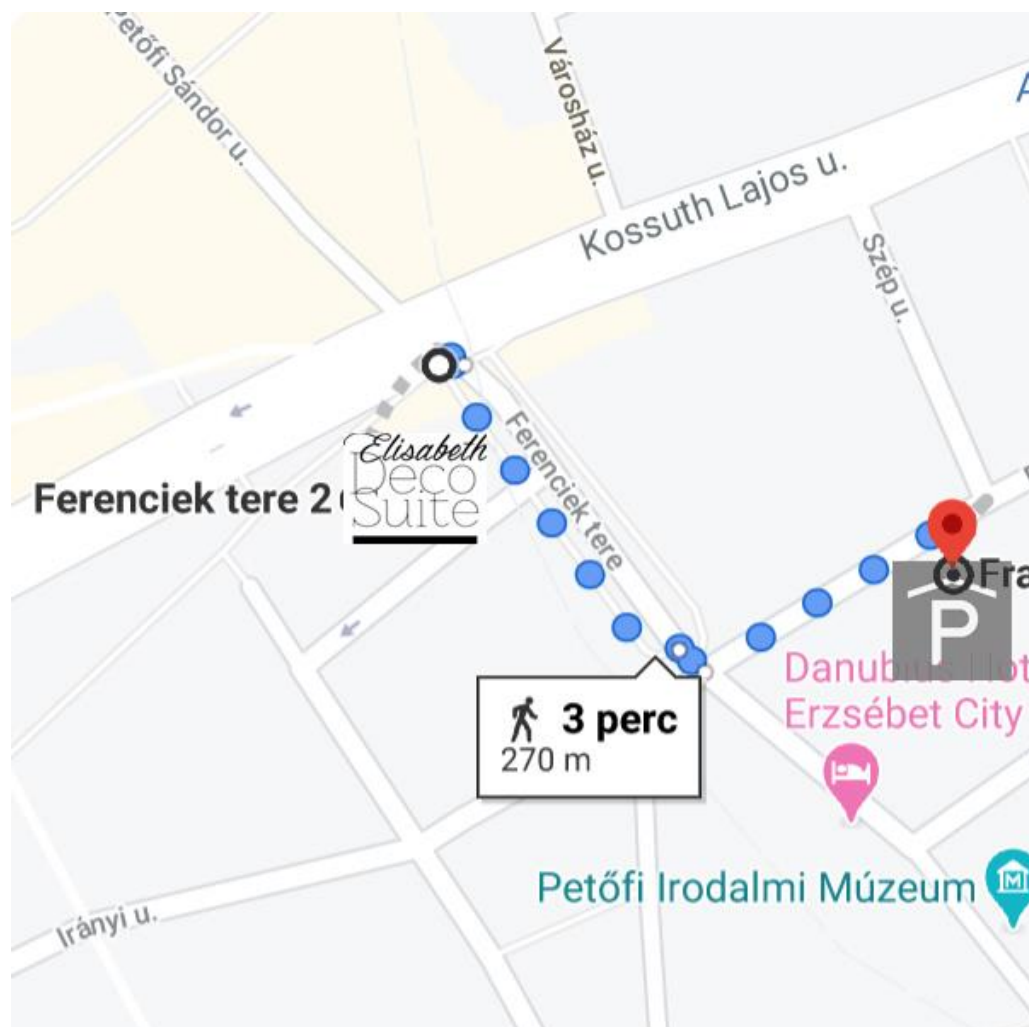 Petőfi Sándor u.
Városház u.
Kossuth Lajos u.
Szép u.
Ferenciek tere
Elisabeth
Deco
Suite
Ferenciek tere 2
P
Danubius Hot
Erzsébet City
3 perc
270 m
Petőfi Irodalmi Múzeum
M
Irányi u.